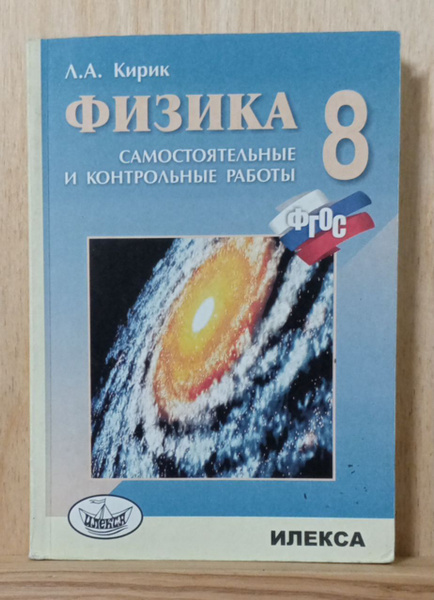 Л.А. Кирик
ФИЗИКА
8
САМОСТОЯТЕЛЬНЫЕ
И КОНТРОЛЬНЫЕ РАБОТЫ
ФГОС
ИЛЕКСА
ИЛЕКСА